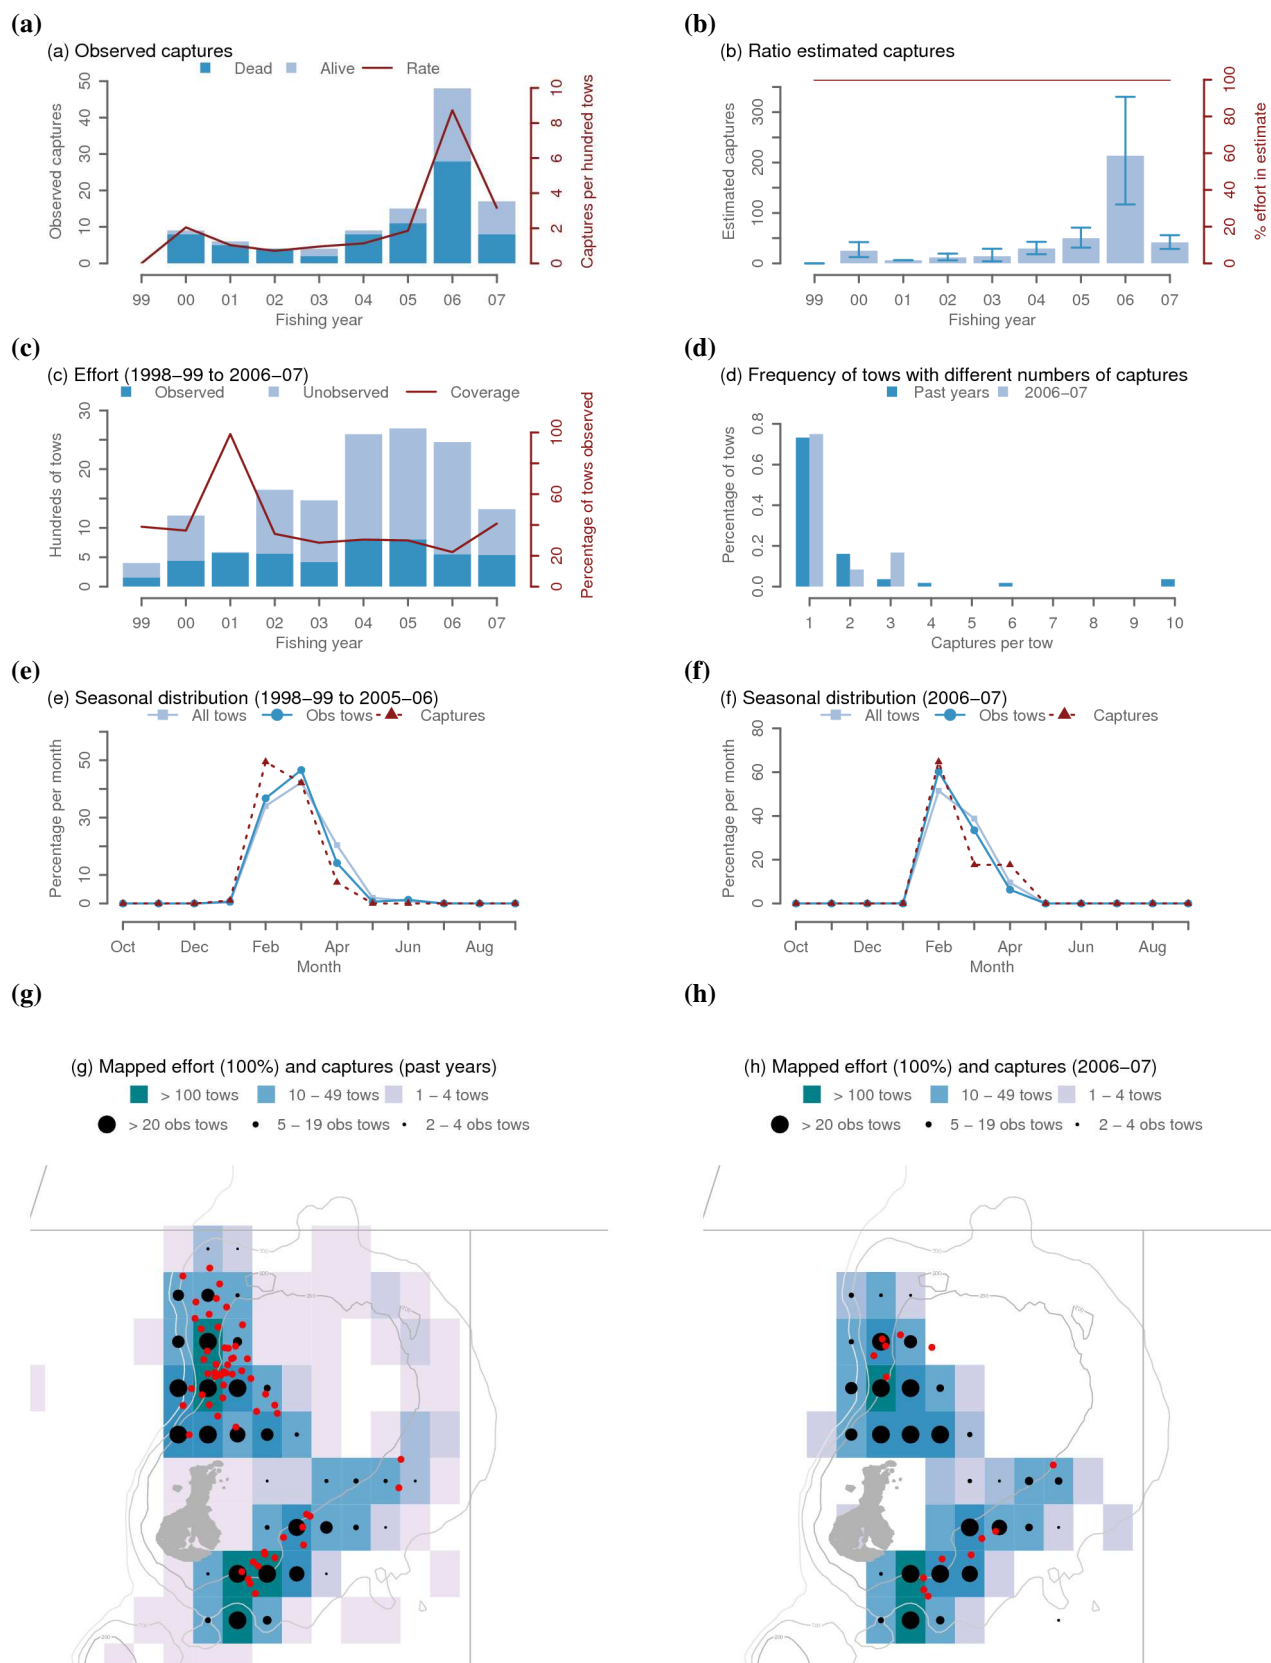 (a)
(a) Observed captures
Dead Alive Rate
Observed captures
0 10 20 30 40 50
Captures per hundred tows
0 2 4 6 8 10
99 00 01 02 03 04 05 06 07
Fishing year
(b)
(b) Ratio estimated captures
Estimated captures
0 100 200 300
% effort in estimate
0 20 40 60 80 100
99 00 01 02 03 04 05 06 07
Fishing year
(c)
(c) Effort (1998–99 to 2006–07)
Observed Unobserved Coverage
Hundreds of tows
0 5 10 20 30
Percentage of tows observed
0 20 60 100
99 00 01 02 03 04 05 06 07
Fishing year
(d)
(d) Frequency of tows with different numbers of captures
Past years 2006–07
Percentage of tows
0.0 0.2 0.4 0.6 0.8
1 2 3 4 5 6 7 8 9 10
Captures per tow
(e)
(e) Seasonal distribution (1998–99 to 2005–06)
All tows Obs tows Captures
Percentage per month
0 10 30 50
Oct Dec Feb Apr Jun Aug
Month
(f)
(f) Seasonal distribution (2006–07)
All tows Obs tows Captures
Percentage per month
0 20 40 60 80
Oct Dec Feb Apr Jun Aug
Month
(g)
(g) Mapped effort (100%) and captures (past years)
> 100 tows 10 – 49 tows 1 – 4 tows
> 20 obs tows 5 – 19 obs tows 2 – 4 obs tows
(h)
(h) Mapped effort (100%) and captures (2006–07)
> 100 tows 10 – 49 tows 1 – 4 tows
> 20 obs tows 5 – 19 obs tows 2 – 4 obs tows